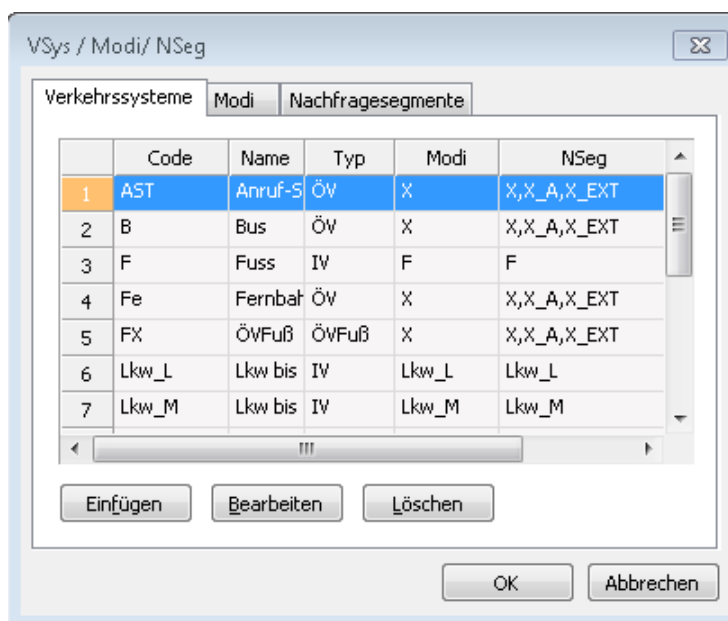 VSys / Modi/ NSeg
Verkehrssysteme Modi Nachfragesegmente
Code Name Typ Modi NSeg
1 AST Anruf-S ÖV X X,X_A,X_EXT
2 B Bus ÖV X X,X_A,X_EXT
3 F Fuss IV F F
4 Fe Fernbah ÖV X X,X_A,X_EXT
5 FX ÖVFuß ÖVFuß X X,X_A,X_EXT
6 Lkw_L Lkw bis IV Lkw_L Lkw_L
7 Lkw_M Lkw bis IV Lkw_M Lkw_M
Einfügen Bearbeiten Löschen
OK Abbrechen